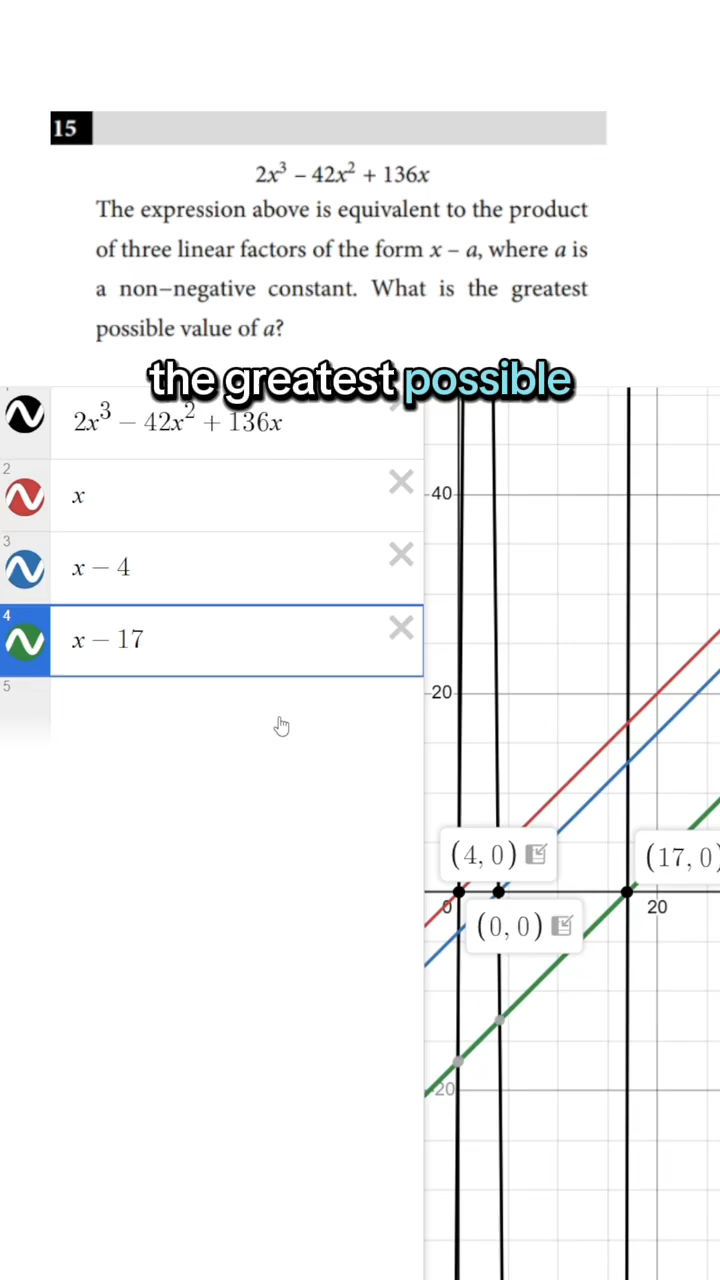 15
2x³ – 42x² + 136x
The expression above is equivalent to the product
of three linear factors of the form x – a, where a is
a non–negative constant. What is the greatest
possible value of a?
the greatest possible
2x³ – 42x² + 136x
2
x
3
x – 4
4
x – 17
5
40
20
(4, 0)
(17, 0)
0
20
(0, 0)
-20